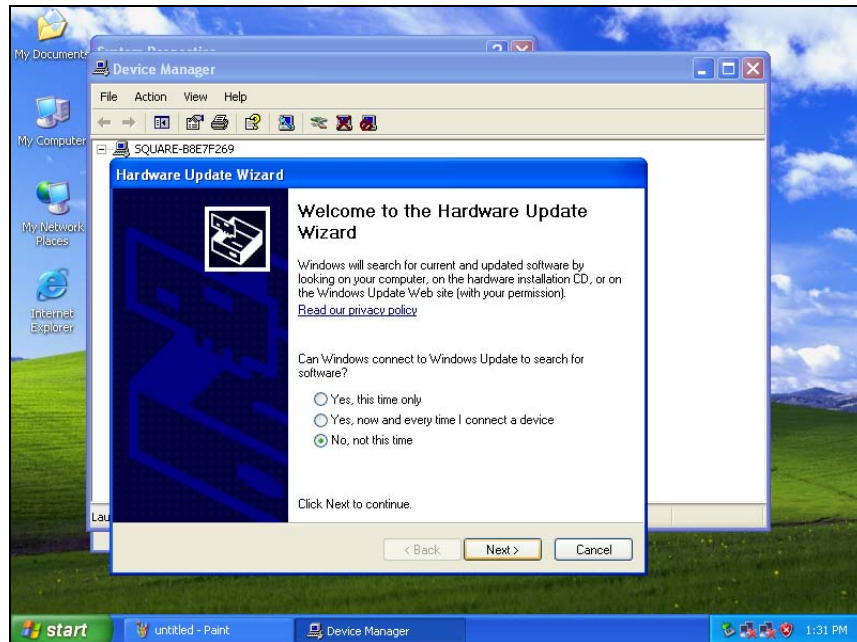 My Documents
System Properties
Device Manager
File Action View Help
My Computer
SQUARE-B8E7F269
Hardware Update Wizard
Welcome to the Hardware Update
Wizard
My Network
Places
Windows will search for current and updated software by
looking on your computer, on the hardware installation CD, or on
the Windows Update Web site (with your permission).
Read our privacy policy
Internet
Explorer
Can Windows connect to Windows Update to search for
software?
Yes, this time only
Yes, now and every time I connect a device
No, not this time
Click Next to continue.
Lau
< Back Next > Cancel
start untitled - Paint Device Manager 1:31 PM